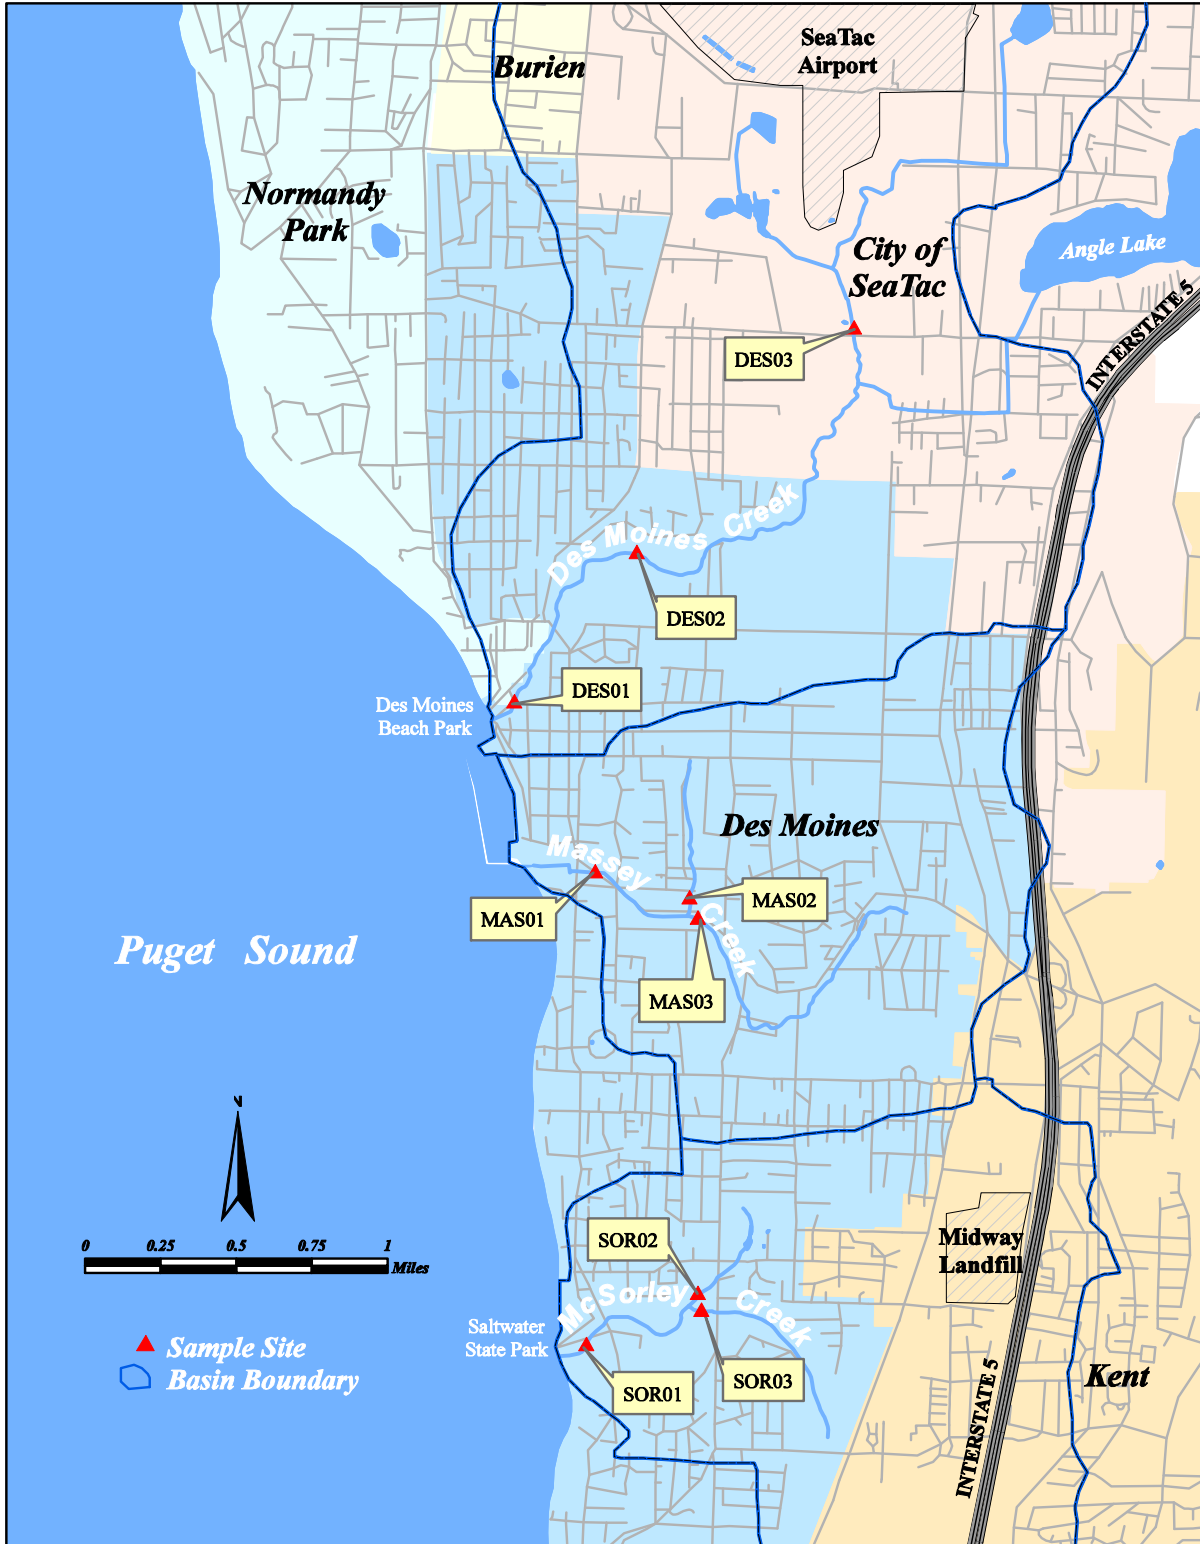 SeaTac
Airport
Burien
Normandy
Park
City of
SeaTac
Angle Lake
INTERSTATE 5
DES03
Des Moines Creek
DES02
DES01
Des Moines
Beach Park
Des Moines
Massey Creek
MAS01
MAS02
MAS03
Puget Sound
N
0 0.25 0.5 0.75 1
Miles
SOR02
Midway
Landfill
McSorley Creek
Saltwater
State Park
SOR01
SOR03
Kent
INTERSTATE 5
Sample Site
Basin Boundary